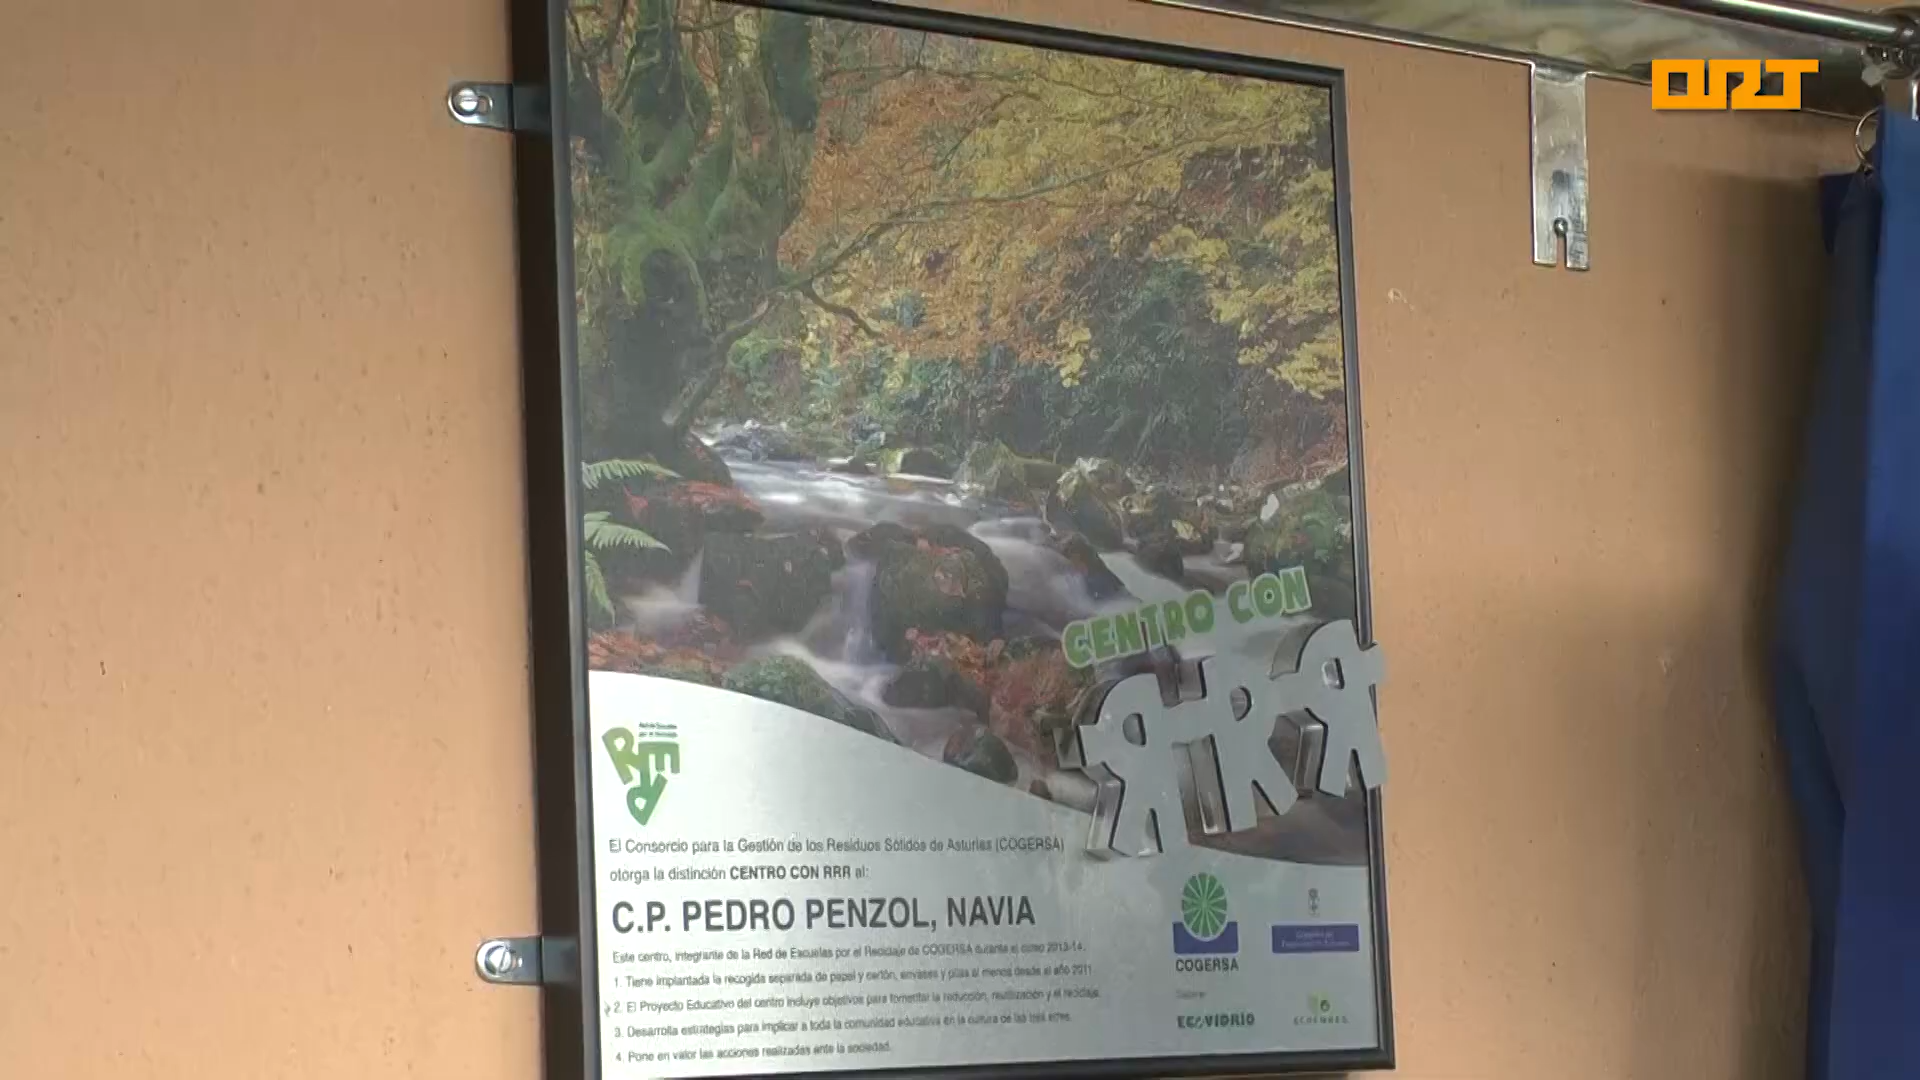 CENTRO CON
RRR
El Consorcio para la Gestión de los Residuos Sólidos de Asturias (COGERSA)
otorga la distinción CENTRO CON RRR al:
C.P. PEDRO PENZOL, NAVIA
Este centro, integrante de la Red de Escuelas por el Reciclaje de COGERSA durante el curso 2013-14.
1. Tiene implantada la recogida separada de papel y cartón, envases y pilas al menos desde el año 2011
2. El Proyecto Educativo del centro incluye objetivos para fomentar la reducción, reutilización y el reciclaje.
3. Desarrolla estrategias para implicar a toda la comunidad educativa en la cultura de las tres erres.
4. Pone en valor las acciones realizadas ante la sociedad.
COGERSA
ECOVIDRIO